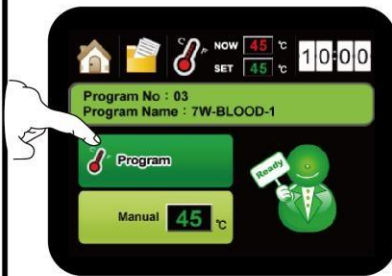 °C °F NOW 45 °C
SET 45 °C
10:00
Program No : 03
Program Name : 7W-BLOOD-1
Program
Ready
Manual 45 °C